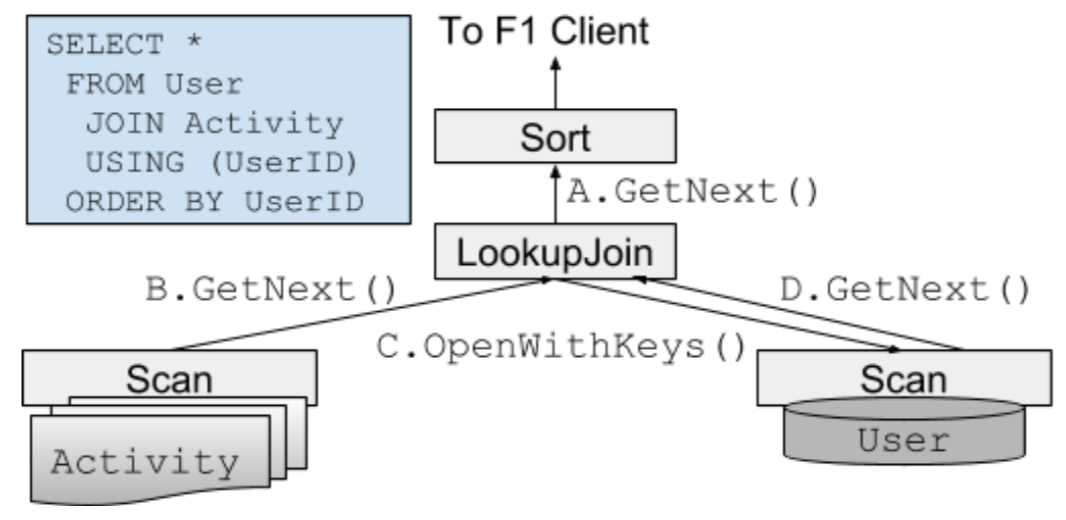 SELECT *
FROM User
JOIN Activity
USING (UserID)
ORDER BY UserID
To F1 Client
Sort
A.GetNext()
LookupJoin
B.GetNext()
D.GetNext()
C.OpenWithKeys()
Scan
Scan
Activity
User